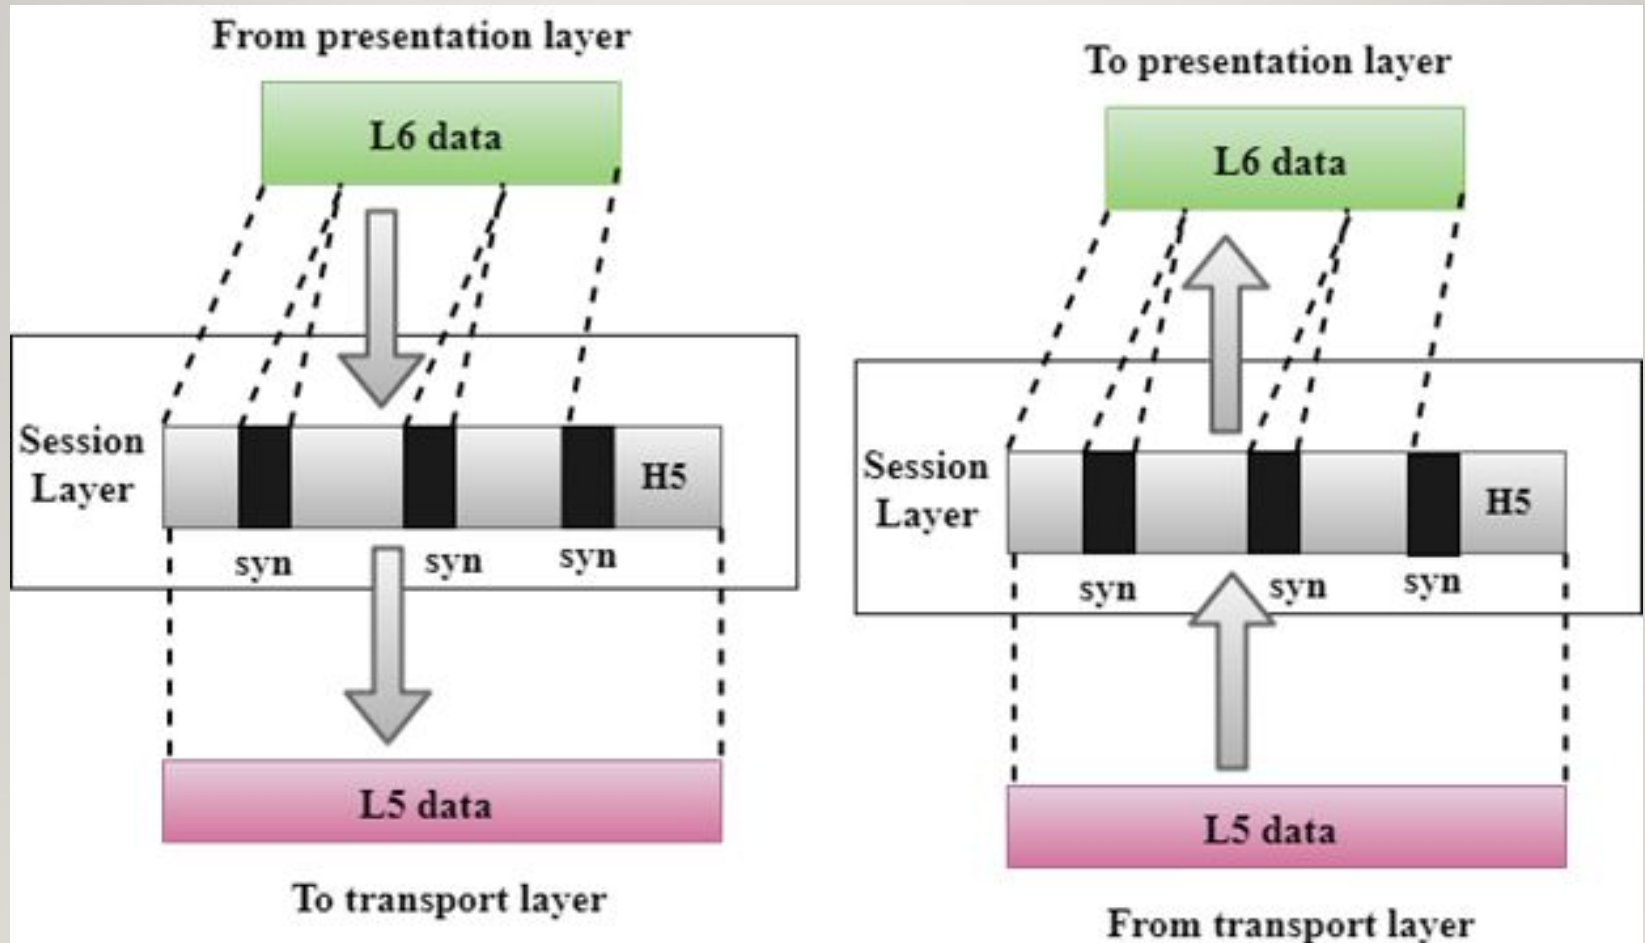 From presentation layer
L6 data
Session
Layer
H5
syn syn syn
L5 data
To transport layer
To presentation layer
L6 data
Session
Layer
H5
syn syn syn
L5 data
From transport layer